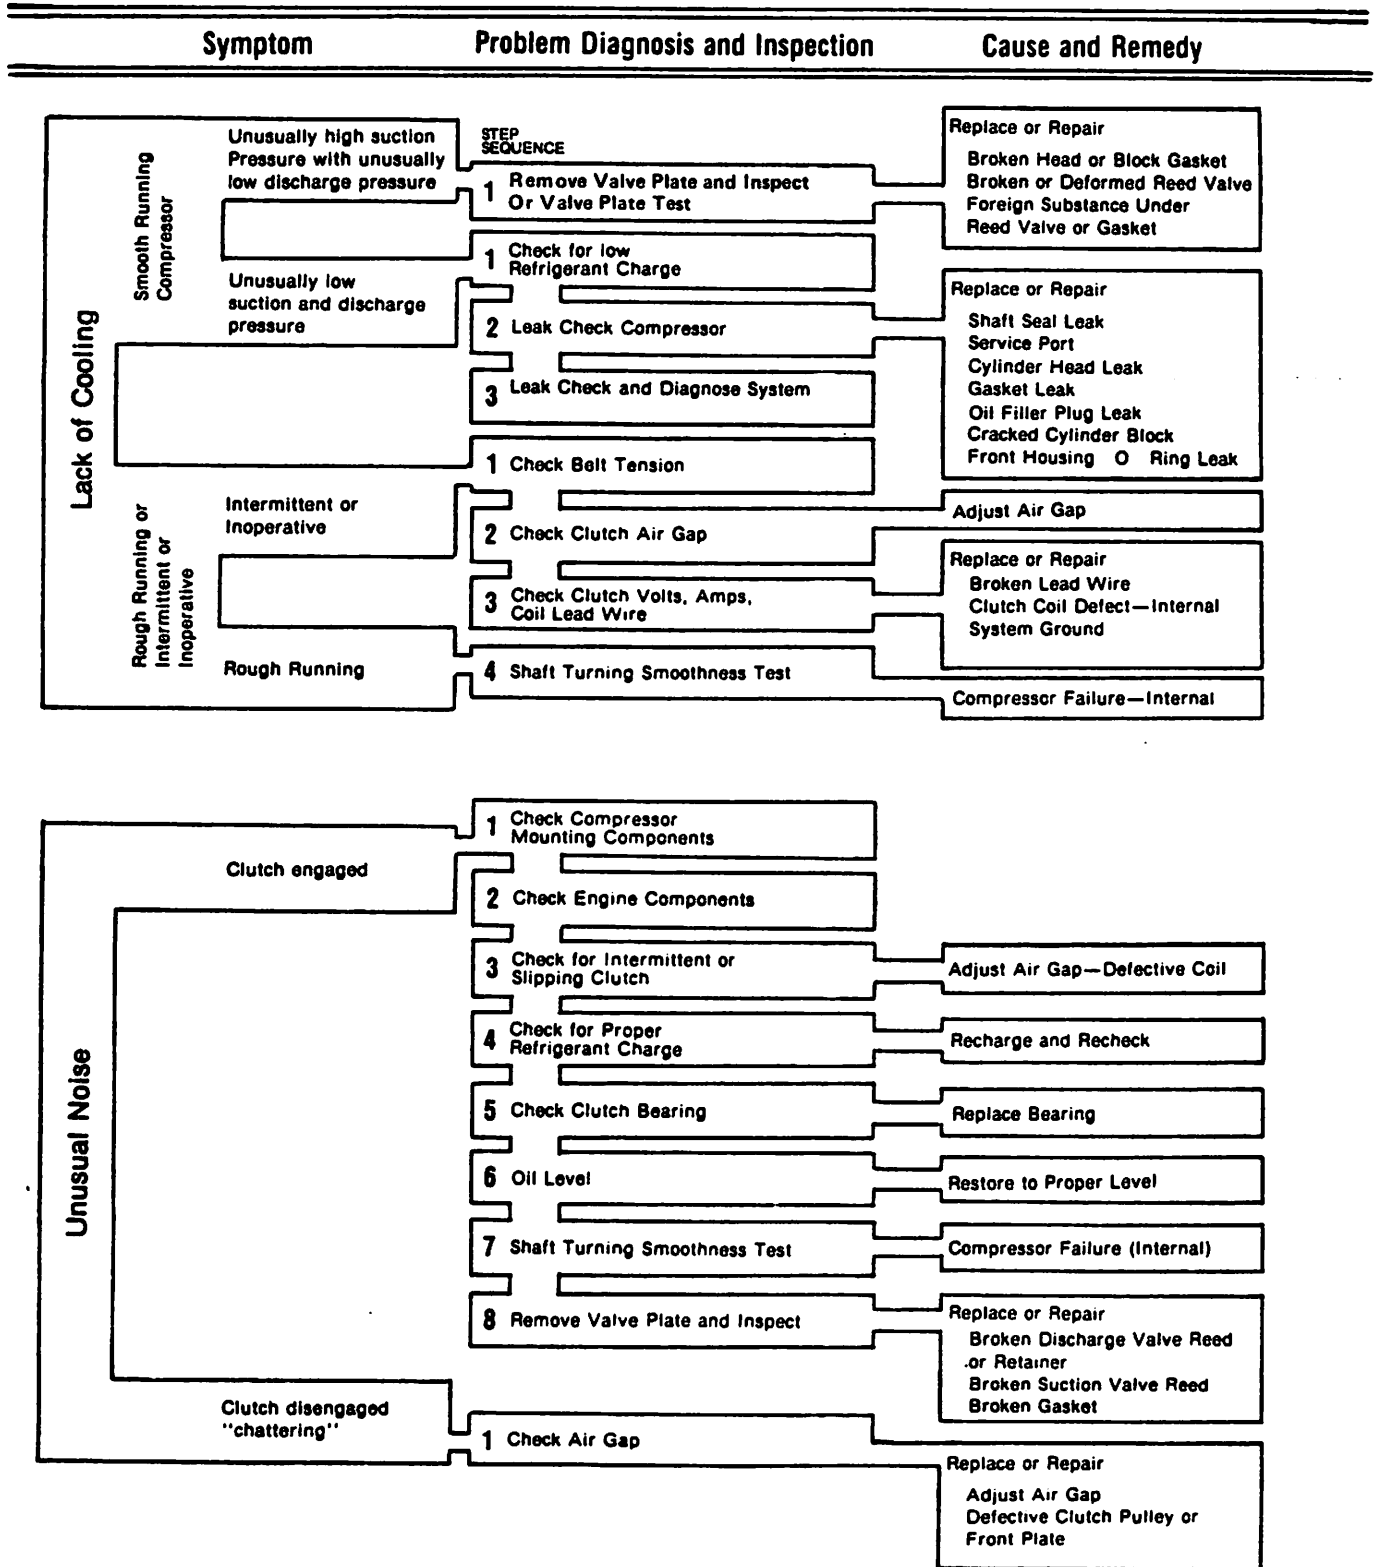 Symptom
Problem Diagnosis and Inspection
Cause and Remedy
Lack of Cooling
Smooth Running
Compressor
Unusually high suction
Pressure with unusually
low discharge pressure
STEP
SEQUENCE
1 Remove Valve Plate and Inspect
Or Valve Plate Test
Replace or Repair
Broken Head or Block Gasket
Broken or Deformed Reed Valve
Foreign Substance Under
Reed Valve or Gasket
Unusually low
suction and discharge
pressure
1 Check for low
Refrigerant Charge
2 Leak Check Compressor
3 Leak Check and Diagnose System
Replace or Repair
Shaft Seal Leak
Service Port
Cylinder Head Leak
Gasket Leak
Oil Filler Plug Leak
Cracked Cylinder Block
Front Housing O Ring Leak
Rough Running or
Intermittent or
Inoperative
Intermittent or
Inoperative
1 Check Belt Tension
2 Check Clutch Air Gap
Adjust Air Gap
3 Check Clutch Volts, Amps,
Coil Lead Wire
Replace or Repair
Broken Lead Wire
Clutch Coil Defect—Internal
System Ground
Rough Running
4 Shaft Turning Smoothness Test
Compressor Failure—Internal
Unusual Noise
Clutch engaged
1 Check Compressor
Mounting Components
2 Check Engine Components
3 Check for Intermittent or
Slipping Clutch
Adjust Air Gap—Defective Coil
4 Check for Proper
Refrigerant Charge
Recharge and Recheck
5 Check Clutch Bearing
Replace Bearing
6 Oil Level
Restore to Proper Level
7 Shaft Turning Smoothness Test
Compressor Failure (Internal)
8 Remove Valve Plate and Inspect
Replace or Repair
Broken Discharge Valve Reed
or Retainer
Broken Suction Valve Reed
Broken Gasket
Clutch disengaged
"chattering"
1 Check Air Gap
Replace or Repair
Adjust Air Gap
Defective Clutch Pulley or
Front Plate